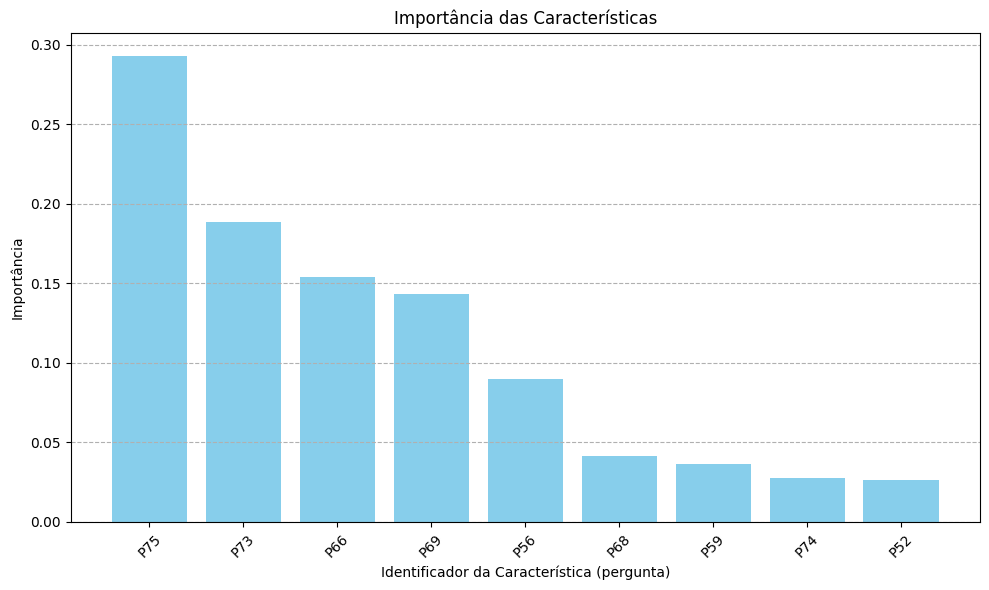 Importância das Características
Importância
0.30
0.25
0.20
0.15
0.10
0.05
0.00
P75
P73
P66
P69
P56
P68
P59
P74
P52
Identificador da Característica (pergunta)